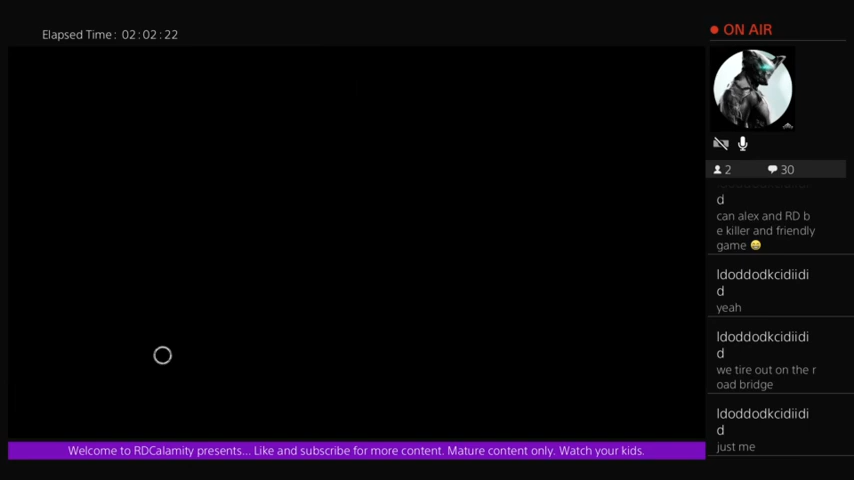 Elapsed Time: 02:02:22
ON AIR
2 30
d
can alex and RD b
e killer and friendly
game 😄
ldoddodkcidiidi
d
yeah
ldoddodkcidiidi
d
we tire out on the r
oad bridge
ldoddodkcidiidi
d
just me
Welcome to RDCalamity presents... Like and subscribe for more content. Mature content only. Watch your kids.